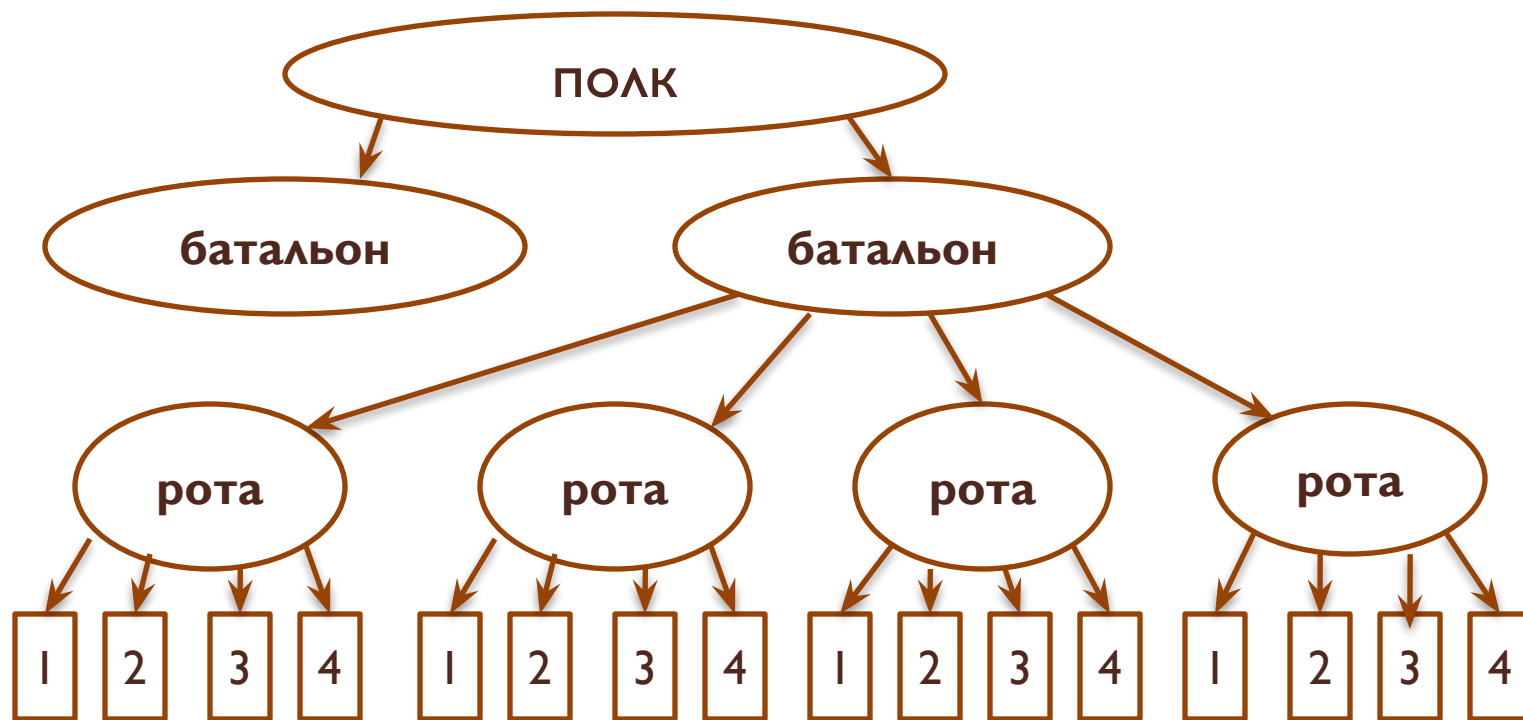 ПОЛК
батальон батальон
рота рота рота рота
1 2 3 4 1 2 3 4 1 2 3 4 1 2 3 4